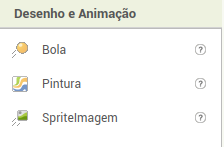 Desenho e Animação
Bola ?
Pintura ?
SpriteImagem ?